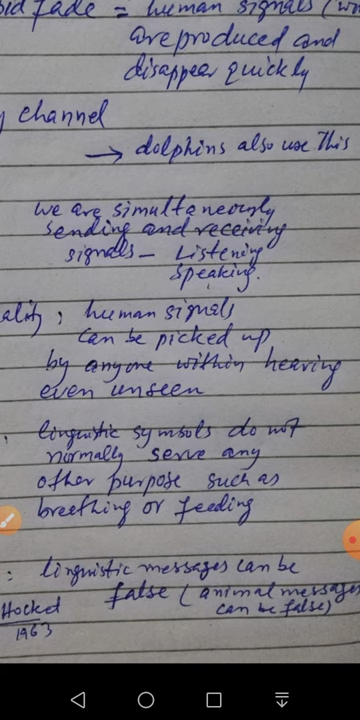 oid fade = human signals (w
are produced and
disappear quickly
y channel
→ dolphins also use This
we are simultaneously
sending and receiving
signals – Listening
speaking.
ality; human signals
can be picked up
by anyone within hearing
even unseen
linguistic symbols do not
normally serve any
other purpose such as
breathing or feeding
: linguistic messages can be
false (animal messages
can be false)
Hocket
1963